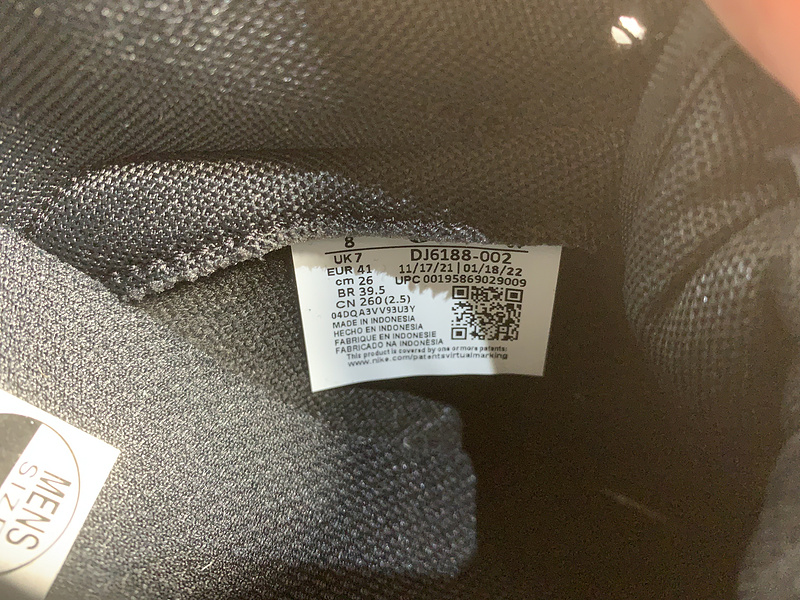 8
UK 7
EUR 41
cm 26
BR 39.5
CN 260 (2.5)
DJ6188-002
11/17/21 | 01/18/22
UPC 00195869029009
04DQA3VV93U3Y
MADE IN INDONESIA
HECHO EN INDONESIA
FABRIQUE EN INDONESIE
FABRICADO NA INDONÉSIA
This product is covered by one or more patents:
www.nike.com/patentsvirtualmarking
MENS